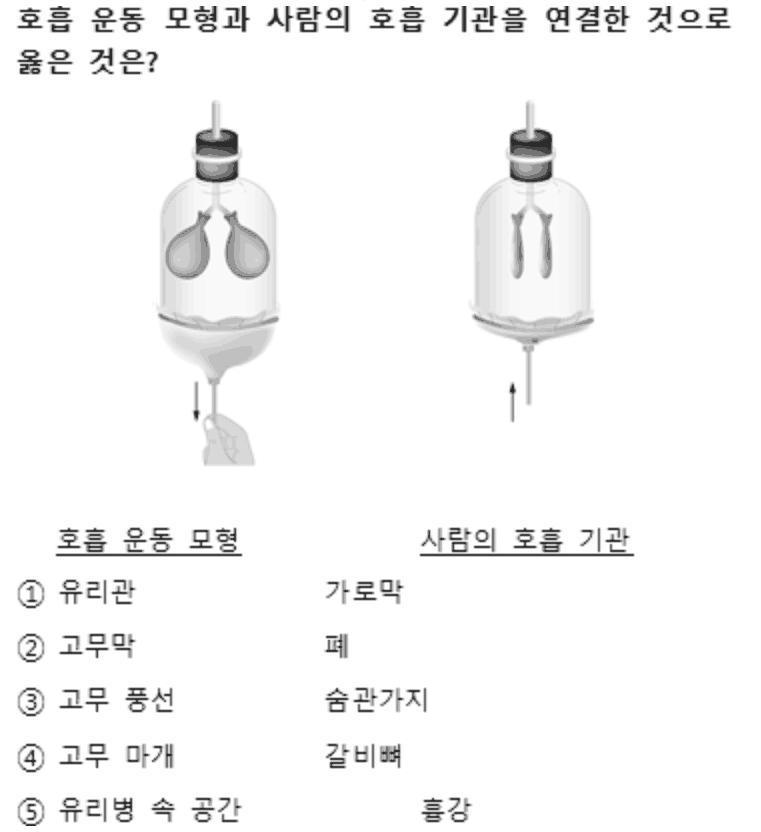 호흡 운동 모형과 사람의 호흡 기관을 연결한 것으로
옳은 것은?
호흡 운동 모형 사람의 호흡 기관
① 유리관 가로막
② 고무막 폐
③ 고무 풍선 숨관가지
④ 고무 마개 갈비뼈
⑤ 유리병 속 공간 흉강